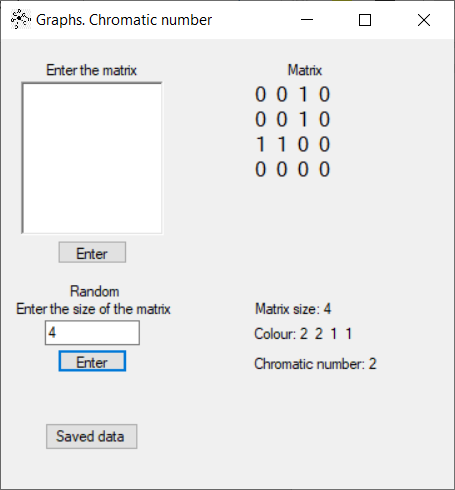 Graphs. Chromatic number
Enter the matrix
Enter
Random
Enter the size of the matrix
4
Enter
Saved data
Matrix
0 0 1 0
0 0 1 0
1 1 0 0
0 0 0 0
Matrix size: 4
Colour: 2 2 1 1
Chromatic number: 2